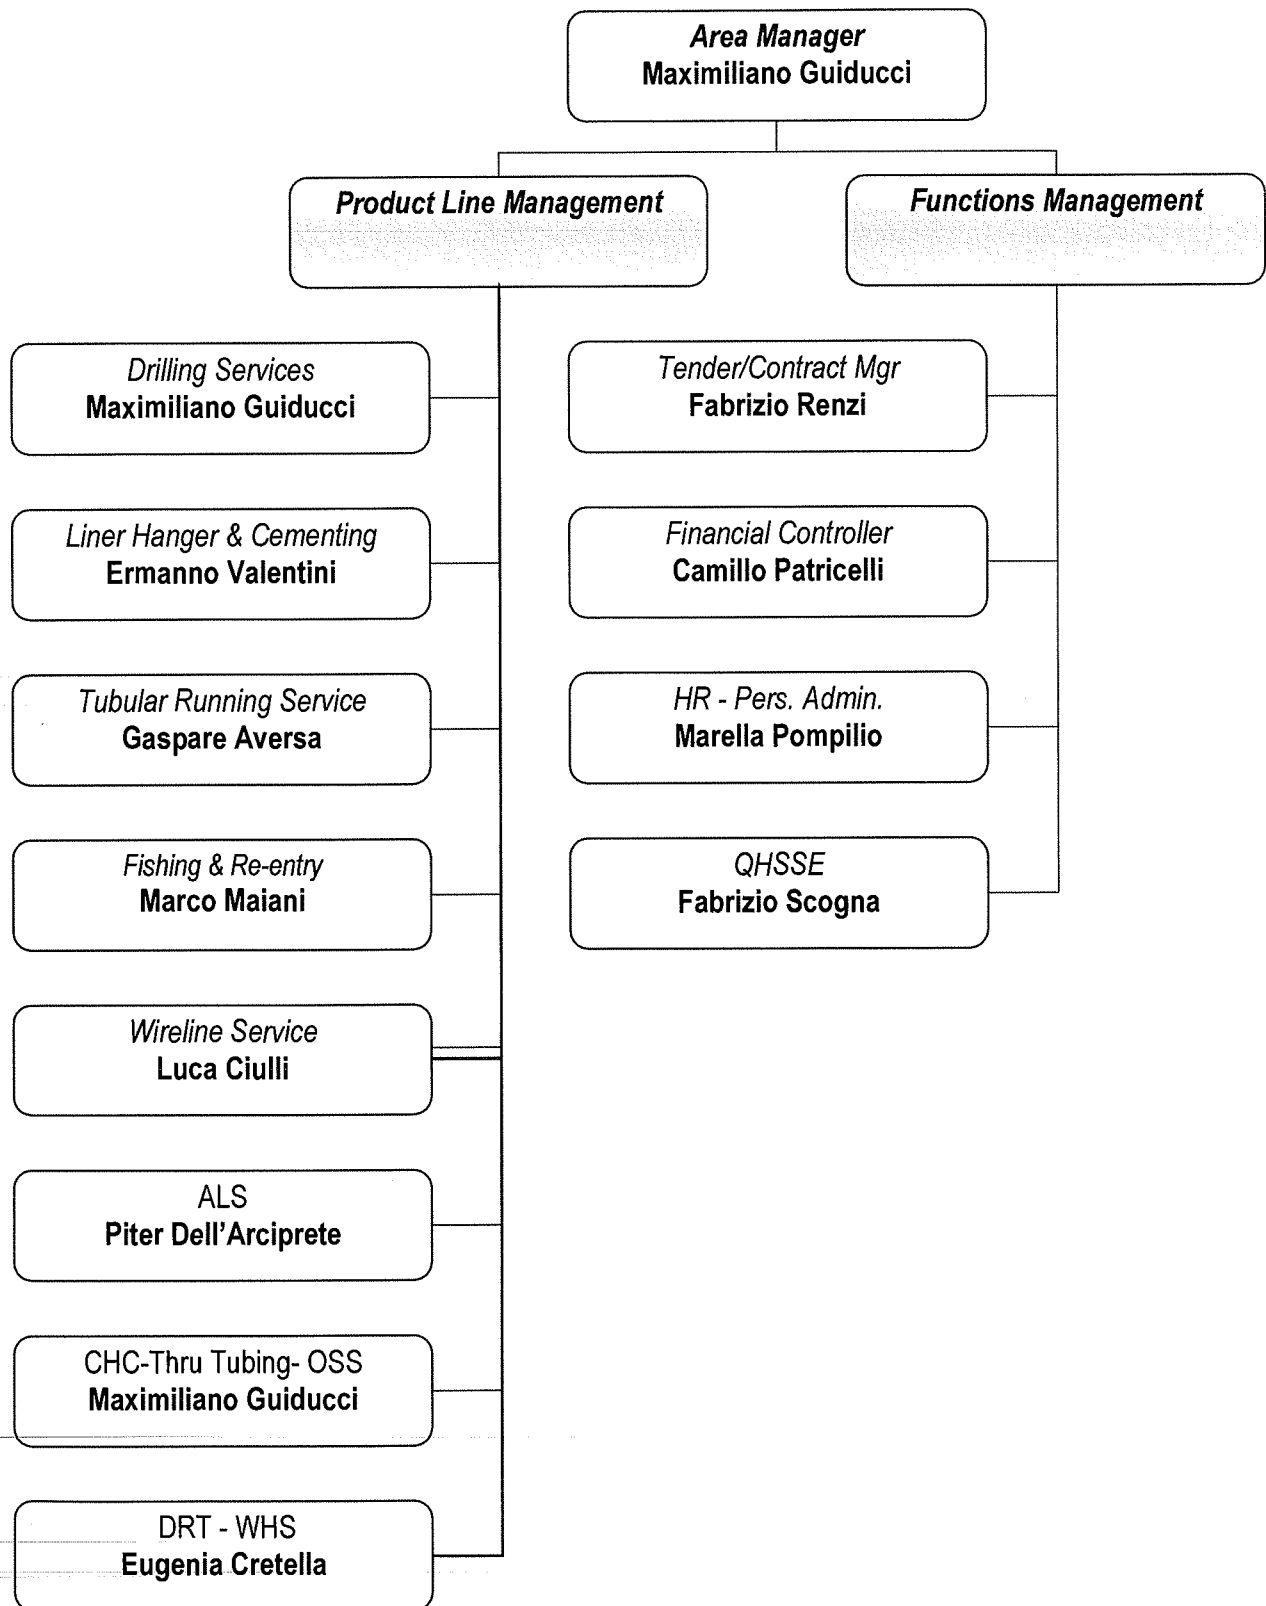 Area Manager
Maximiliano Guiducci
Product Line Management
Functions Management
Drilling Services
Maximiliano Guiducci
Tender/Contract Mgr
Fabrizio Renzi
Liner Hanger & Cementing
Ermanno Valentini
Financial Controller
Camillo Patricelli
Tubular Running Service
Gaspare Aversa
HR - Pers. Admin.
Marella Pompilio
Fishing & Re-entry
Marco Maiani
QHSSE
Fabrizio Scogna
Wireline Service
Luca Ciulli
ALS
Piter Dell'Arciprete
CHC-Thru Tubing- OSS
Maximiliano Guiducci
DRT - WHS
Eugenia Cretella